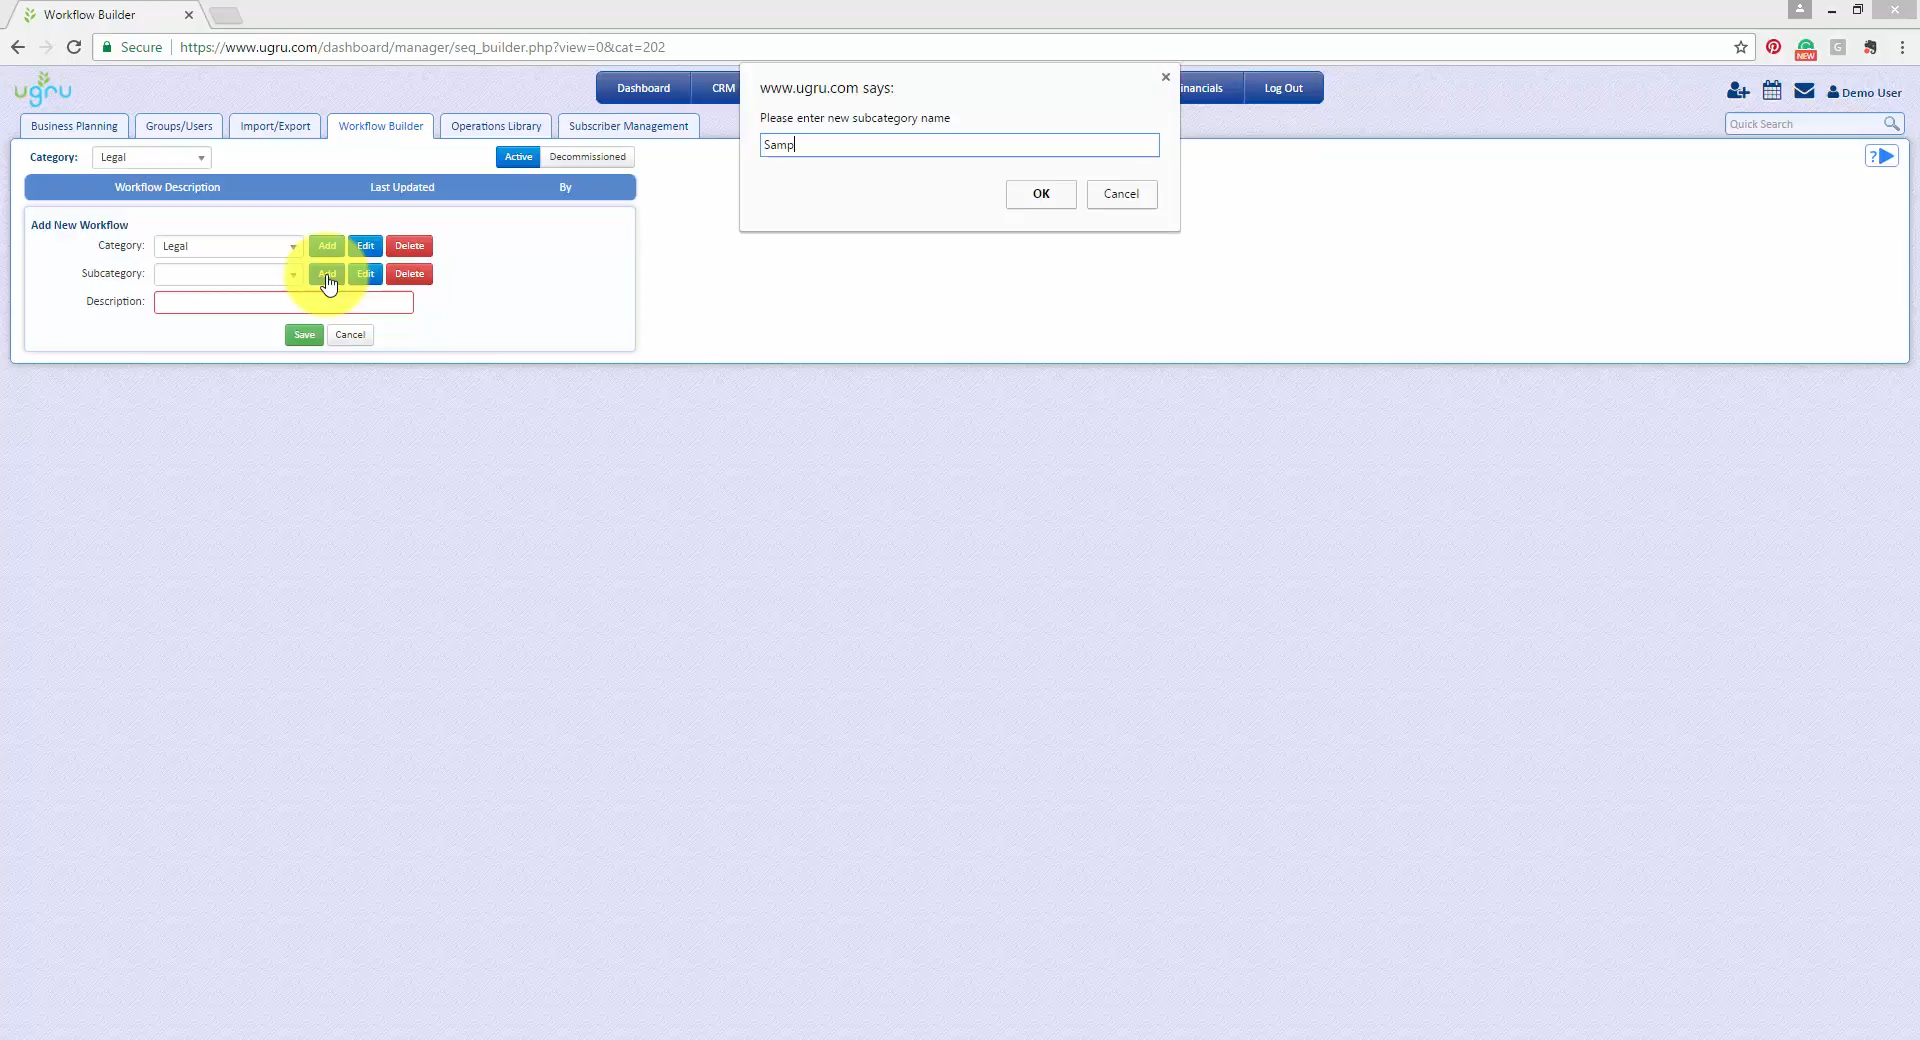 Workflow Builder
Secure https://www.ugru.com/dashboard/manager/seq_builder.php?view=0&cat=202
NEW
G
ugru
Dashboard CRM inancials Log Out
Demo User
www.ugru.com says:
Please enter new subcategory name
Samp
OK Cancel
Business Planning Groups/Users Import/Export Workflow Builder Operations Library Subscriber Management
Quick Search
Category: Legal Active Decommissioned
?
Workflow Description Last Updated By
Add New Workflow
Category: Legal Add Edit Delete
Subcategory: Add Edit Delete
Description:
Save Cancel